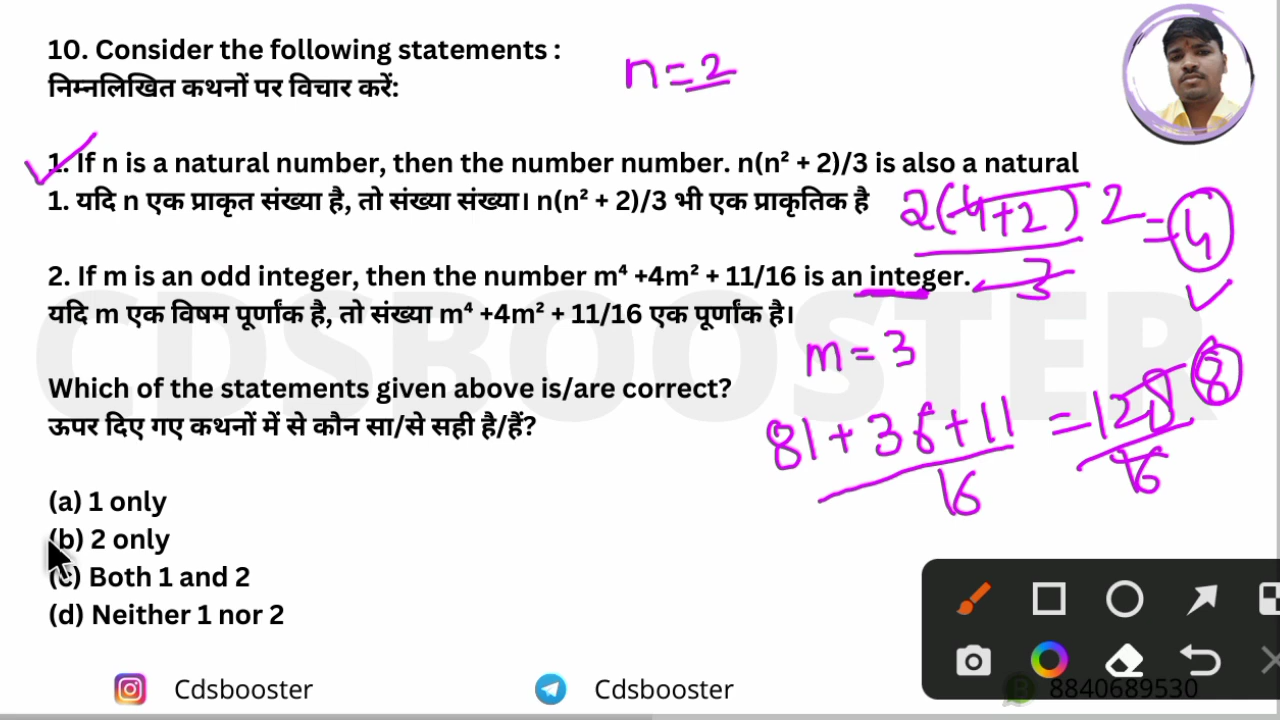 10. Consider the following statements :
n=2
निम्नलिखित कथनों पर विचार करें:
1. If n is a natural number, then the number number. n(n² + 2)/3 is also a natural
1. यदि n एक प्राकृत संख्या है, तो संख्या संख्या। n(n² + 2)/3 भी एक प्राकृतिक है
2(4+2) 2
3
=4
2. If m is an odd integer, then the number m⁴ +4m² + 11/16 is an integer.
यदि m एक विषम पूर्णांक है, तो संख्या m⁴ +4m² + 11/16 एक पूर्णांक है।
m=3
Which of the statements given above is/are correct?
ऊपर दिए गए कथनों में से कौन सा/से सही है/हैं?
81+36+11
16
=128
16
8
(a) 1 only
(b) 2 only
(c) Both 1 and 2
(d) Neither 1 nor 2
CDSBOOSTER
Cdsbooster
Cdsbooster
8840689530